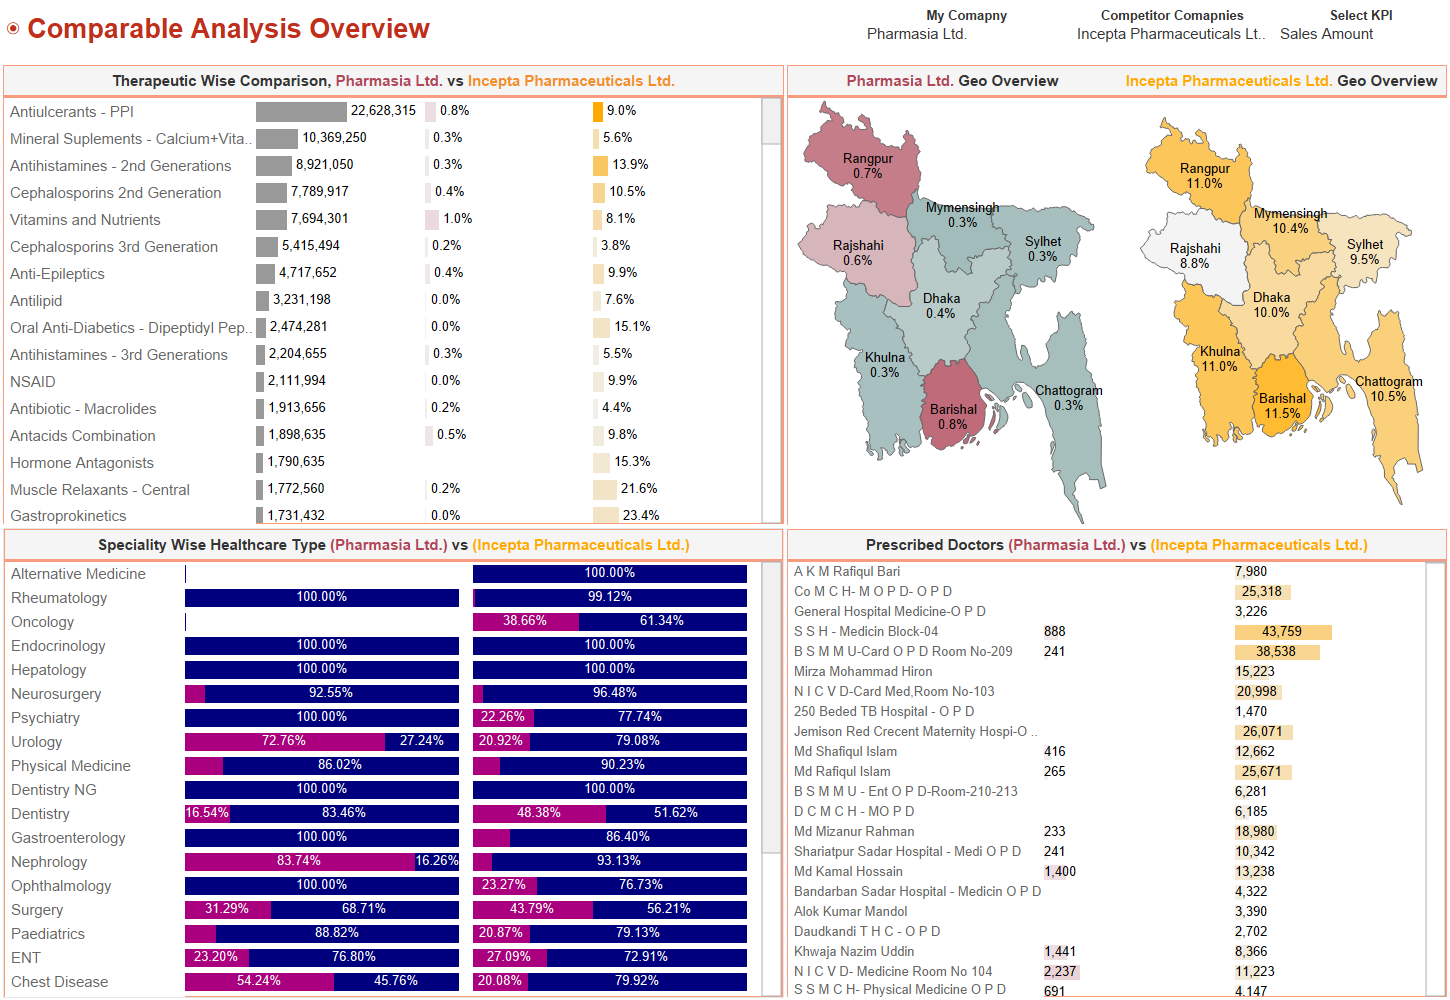 Comparable Analysis Overview
My Comapny
Pharmasia Ltd.
Competitor Comapnies
Incepta Pharmaceuticals Lt..
Select KPI
Sales Amount
Therapeutic Wise Comparison, Pharmasia Ltd. vs Incepta Pharmaceuticals Ltd.
Antiulcerants - PPI 22,628,315 0.8% 9.0%
Mineral Suplements - Calcium+Vita.. 10,369,250 0.3% 5.6%
Antihistamines - 2nd Generations 8,921,050 0.3% 13.9%
Cephalosporins 2nd Generation 7,789,917 0.4% 10.5%
Vitamins and Nutrients 7,694,301 1.0% 8.1%
Cephalosporins 3rd Generation 5,415,494 0.2% 3.8%
Anti-Epileptics 4,717,652 0.4% 9.9%
Antilipid 3,231,198 0.0% 7.6%
Oral Anti-Diabetics - Dipeptidyl Pep.. 2,474,281 0.0% 15.1%
Antihistamines - 3rd Generations 2,204,655 0.3% 5.5%
NSAID 2,111,994 0.0% 9.9%
Antibiotic - Macrolides 1,913,656 0.2% 4.4%
Antacids Combination 1,898,635 0.5% 9.8%
Hormone Antagonists 1,790,635 15.3%
Muscle Relaxants - Central 1,772,560 0.2% 21.6%
Gastroprokinetics 1,731,432 0.0% 23.4%
Pharmasia Ltd. Geo Overview
Rangpur
0.7%
Mymensingh
0.3%
Rajshahi
0.6%
Sylhet
0.3%
Dhaka
0.4%
Khulna
0.3%
Chattogram
0.3%
Barishal
0.8%
Incepta Pharmaceuticals Ltd. Geo Overview
Rangpur
11.0%
Mymensingh
10.4%
Rajshahi
8.8%
Sylhet
9.5%
Dhaka
10.0%
Khulna
11.0%
Chattogram
10.5%
Barishal
11.5%
Speciality Wise Healthcare Type (Pharmasia Ltd.) vs (Incepta Pharmaceuticals Ltd.)
Alternative Medicine 100.00%
Rheumatology 100.00% 99.12%
Oncology 38.66% 61.34%
Endocrinology 100.00% 100.00%
Hepatology 100.00% 100.00%
Neurosurgery 92.55% 96.48%
Psychiatry 100.00% 22.26% 77.74%
Urology 72.76% 27.24% 20.92% 79.08%
Physical Medicine 86.02% 90.23%
Dentistry NG 100.00% 100.00%
Dentistry 16.54% 83.46% 48.38% 51.62%
Gastroenterology 100.00% 86.40%
Nephrology 83.74% 16.26% 93.13%
Ophthalmology 100.00% 23.27% 76.73%
Surgery 31.29% 68.71% 43.79% 56.21%
Paediatrics 88.82% 20.87% 79.13%
ENT 23.20% 76.80% 27.09% 72.91%
Chest Disease 54.24% 45.76% 20.08% 79.92%
Prescribed Doctors (Pharmasia Ltd.) vs (Incepta Pharmaceuticals Ltd.)
A K M Rafiqul Bari 7,980
Co M C H- M O P D- O P D 25,318
General Hospital Medicine-O P D 3,226
S S H - Medicin Block-04 888 43,759
B S M M U-Card O P D Room No-209 241 38,538
Mirza Mohammad Hiron 15,223
N I C V D-Card Med,Room No-103 20,998
250 Beded TB Hospital - O P D 1,470
Jemison Red Crecent Maternity Hospi-O .. 26,071
Md Shafiqul Islam 416 12,662
Md Rafiqul Islam 265 25,671
B S M M U - Ent O P D-Room-210-213 6,281
D C M C H - MO P D 6,185
Md Mizanur Rahman 233 18,980
Shariatpur Sadar Hospital - Medi O P D 241 10,342
Md Kamal Hossain 1,400 13,238
Bandarban Sadar Hospital - Medicin O P D 4,322
Alok Kumar Mandol 3,390
Daudkandi T H C - O P D 2,702
Khwaja Nazim Uddin 1,441 8,366
N I C V D- Medicine Room No 104 2,237 11,223
S S M C H- Physical Medicine O P D 691 4,147